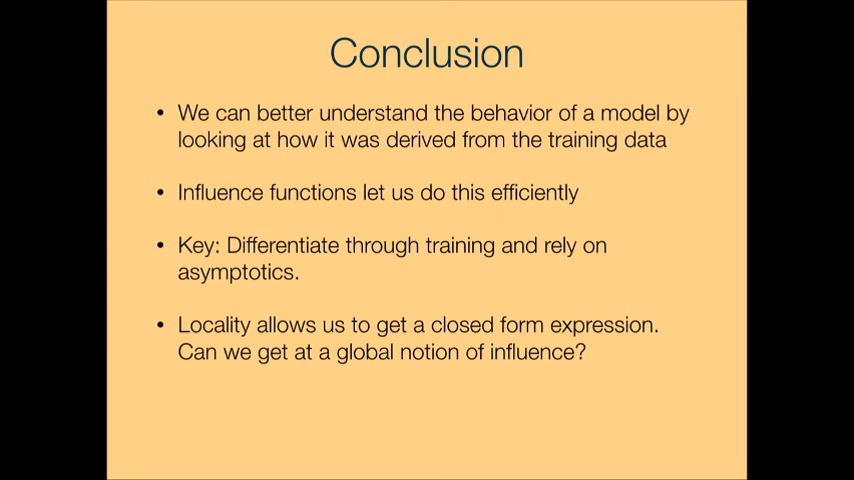 Conclusion
• We can better understand the behavior of a model by
looking at how it was derived from the training data
• Influence functions let us do this efficiently
• Key: Differentiate through training and rely on
asymptotics.
• Locality allows us to get a closed form expression.
Can we get at a global notion of influence?